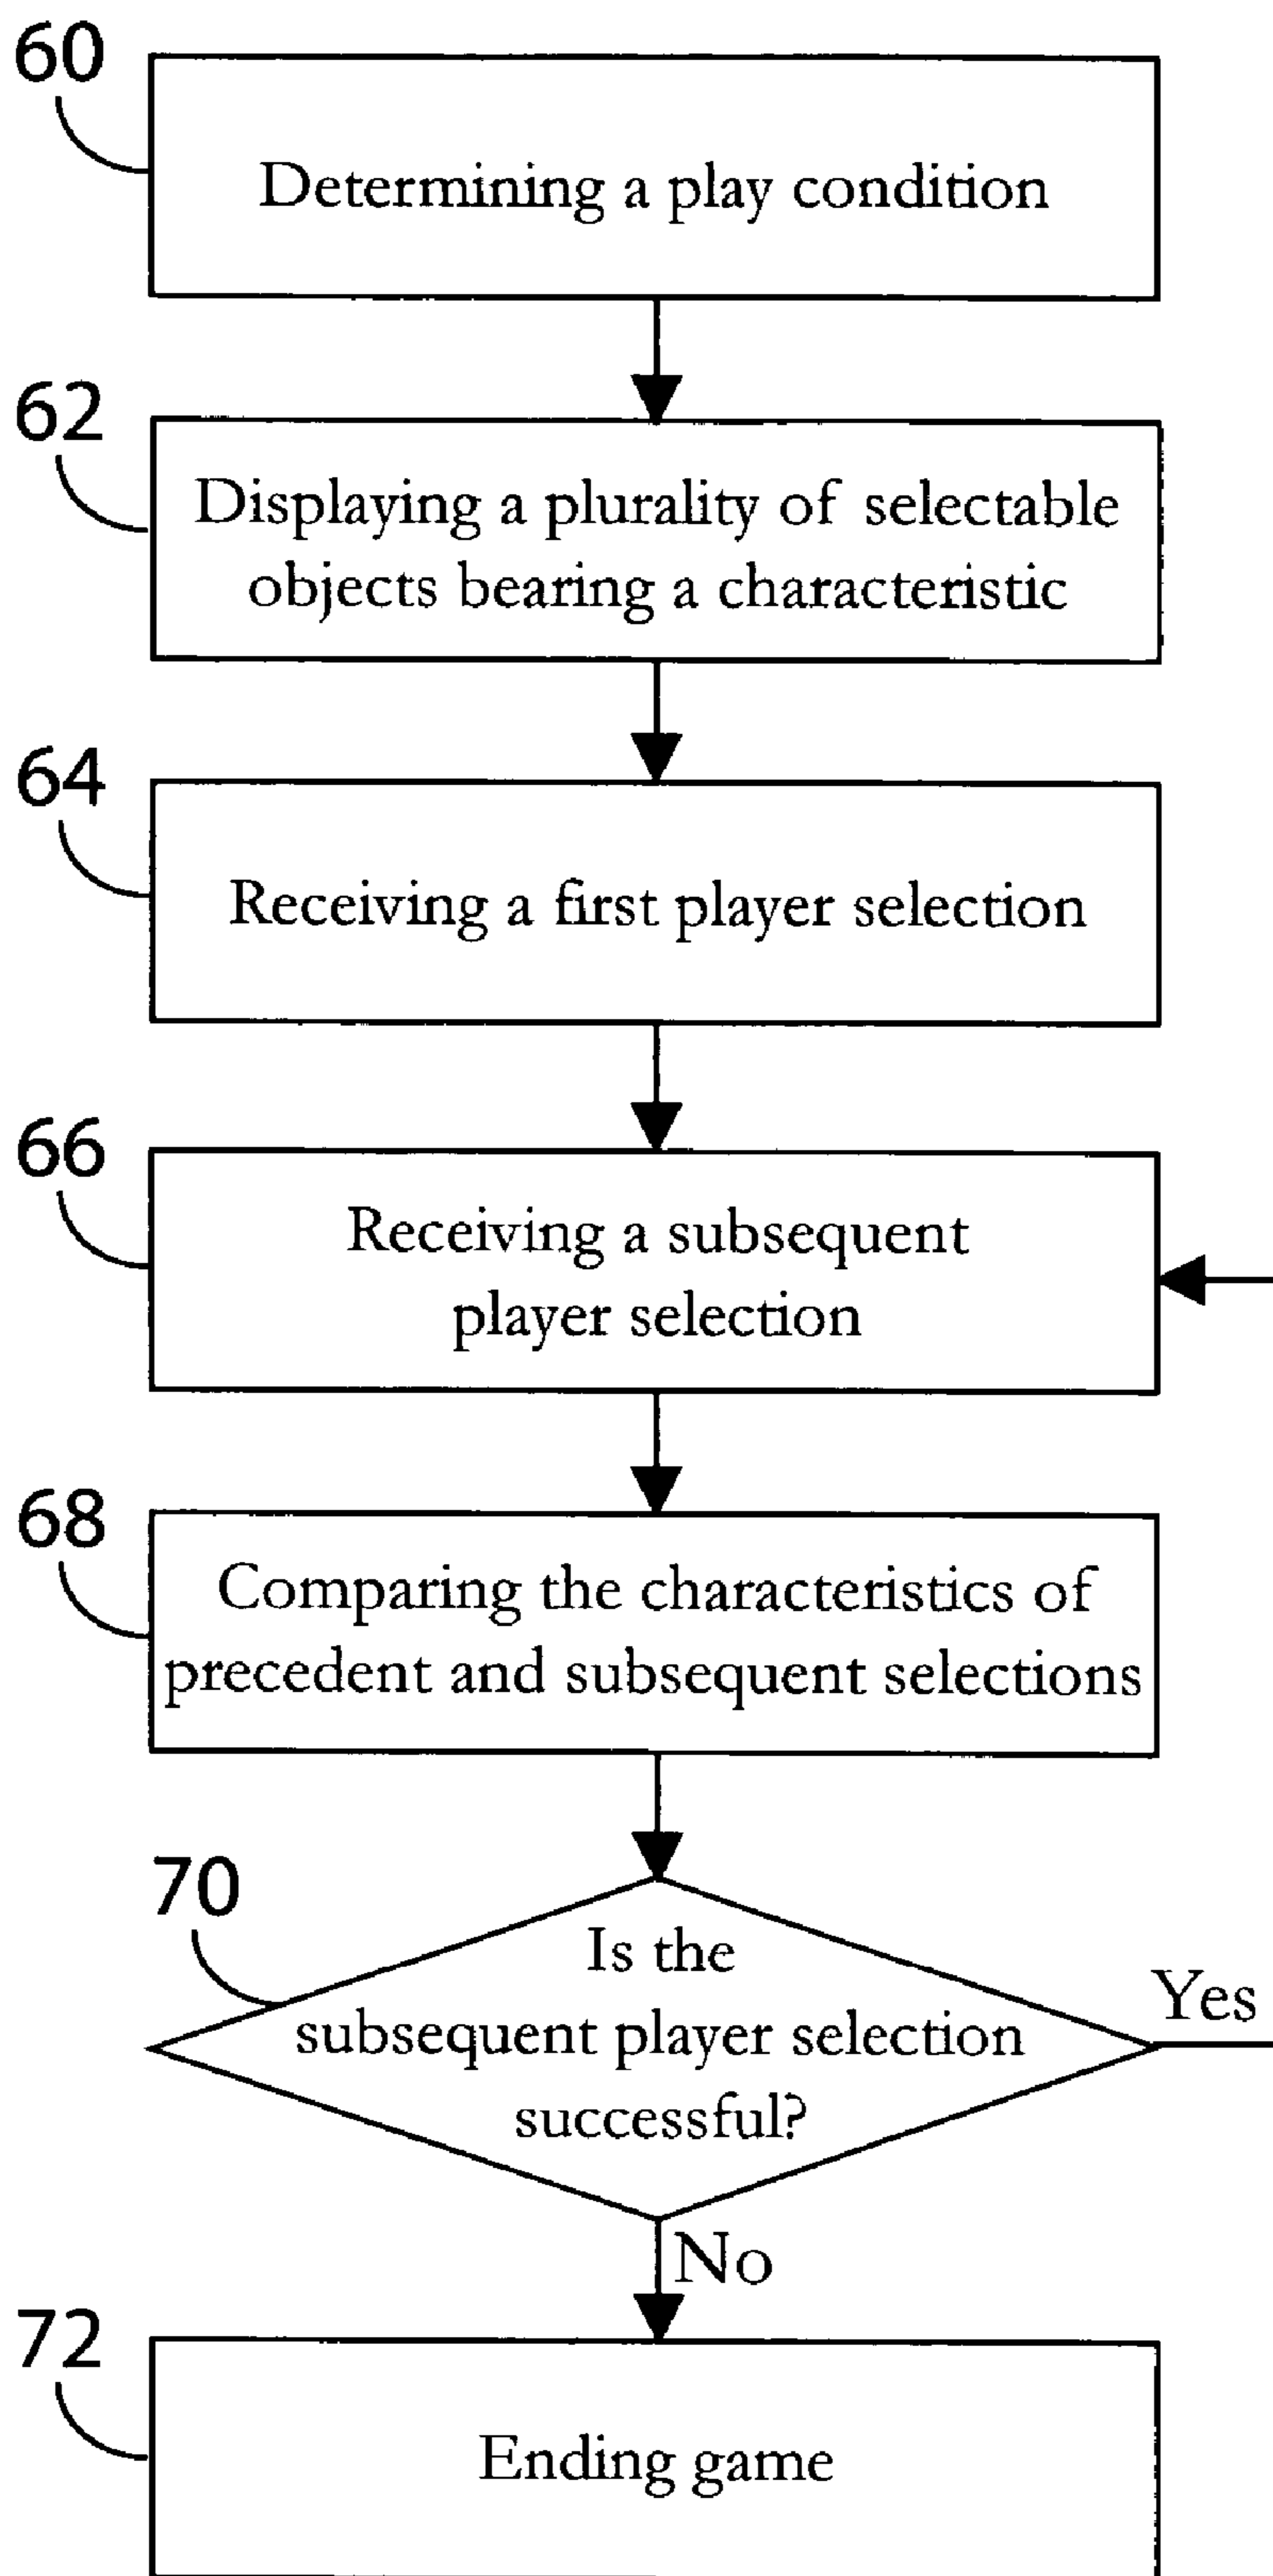 60
Determining a play condition
62
Displaying a plurality of selectable
objects bearing a characteristic
64
Receiving a first player selection
66
Receiving a subsequent
player selection
68
Comparing the characteristics of
precedent and subsequent selections
70
Is the
subsequent player selection
successful?
Yes
No
72
Ending game